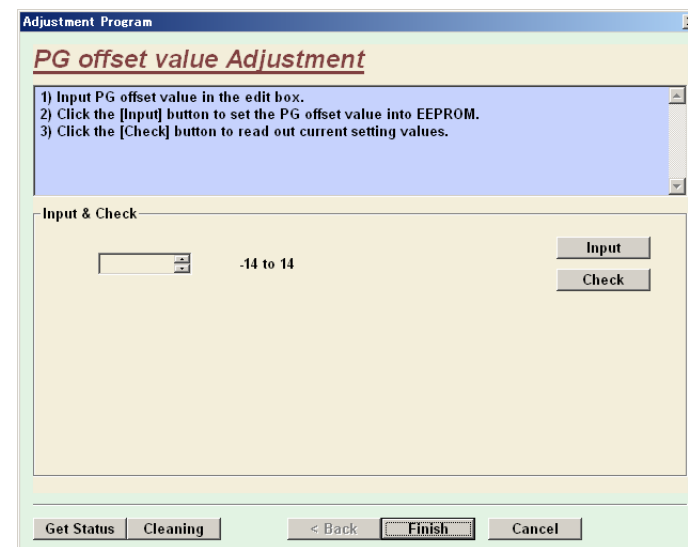 Adjustment Program
PG offset value Adjustment
1) Input PG offset value in the edit box.
2) Click the [Input] button to set the PG offset value into EEPROM.
3) Click the [Check] button to read out current setting values.
Input & Check
-14 to 14
Input
Check
Get Status
Cleaning
< Back
Finish
Cancel